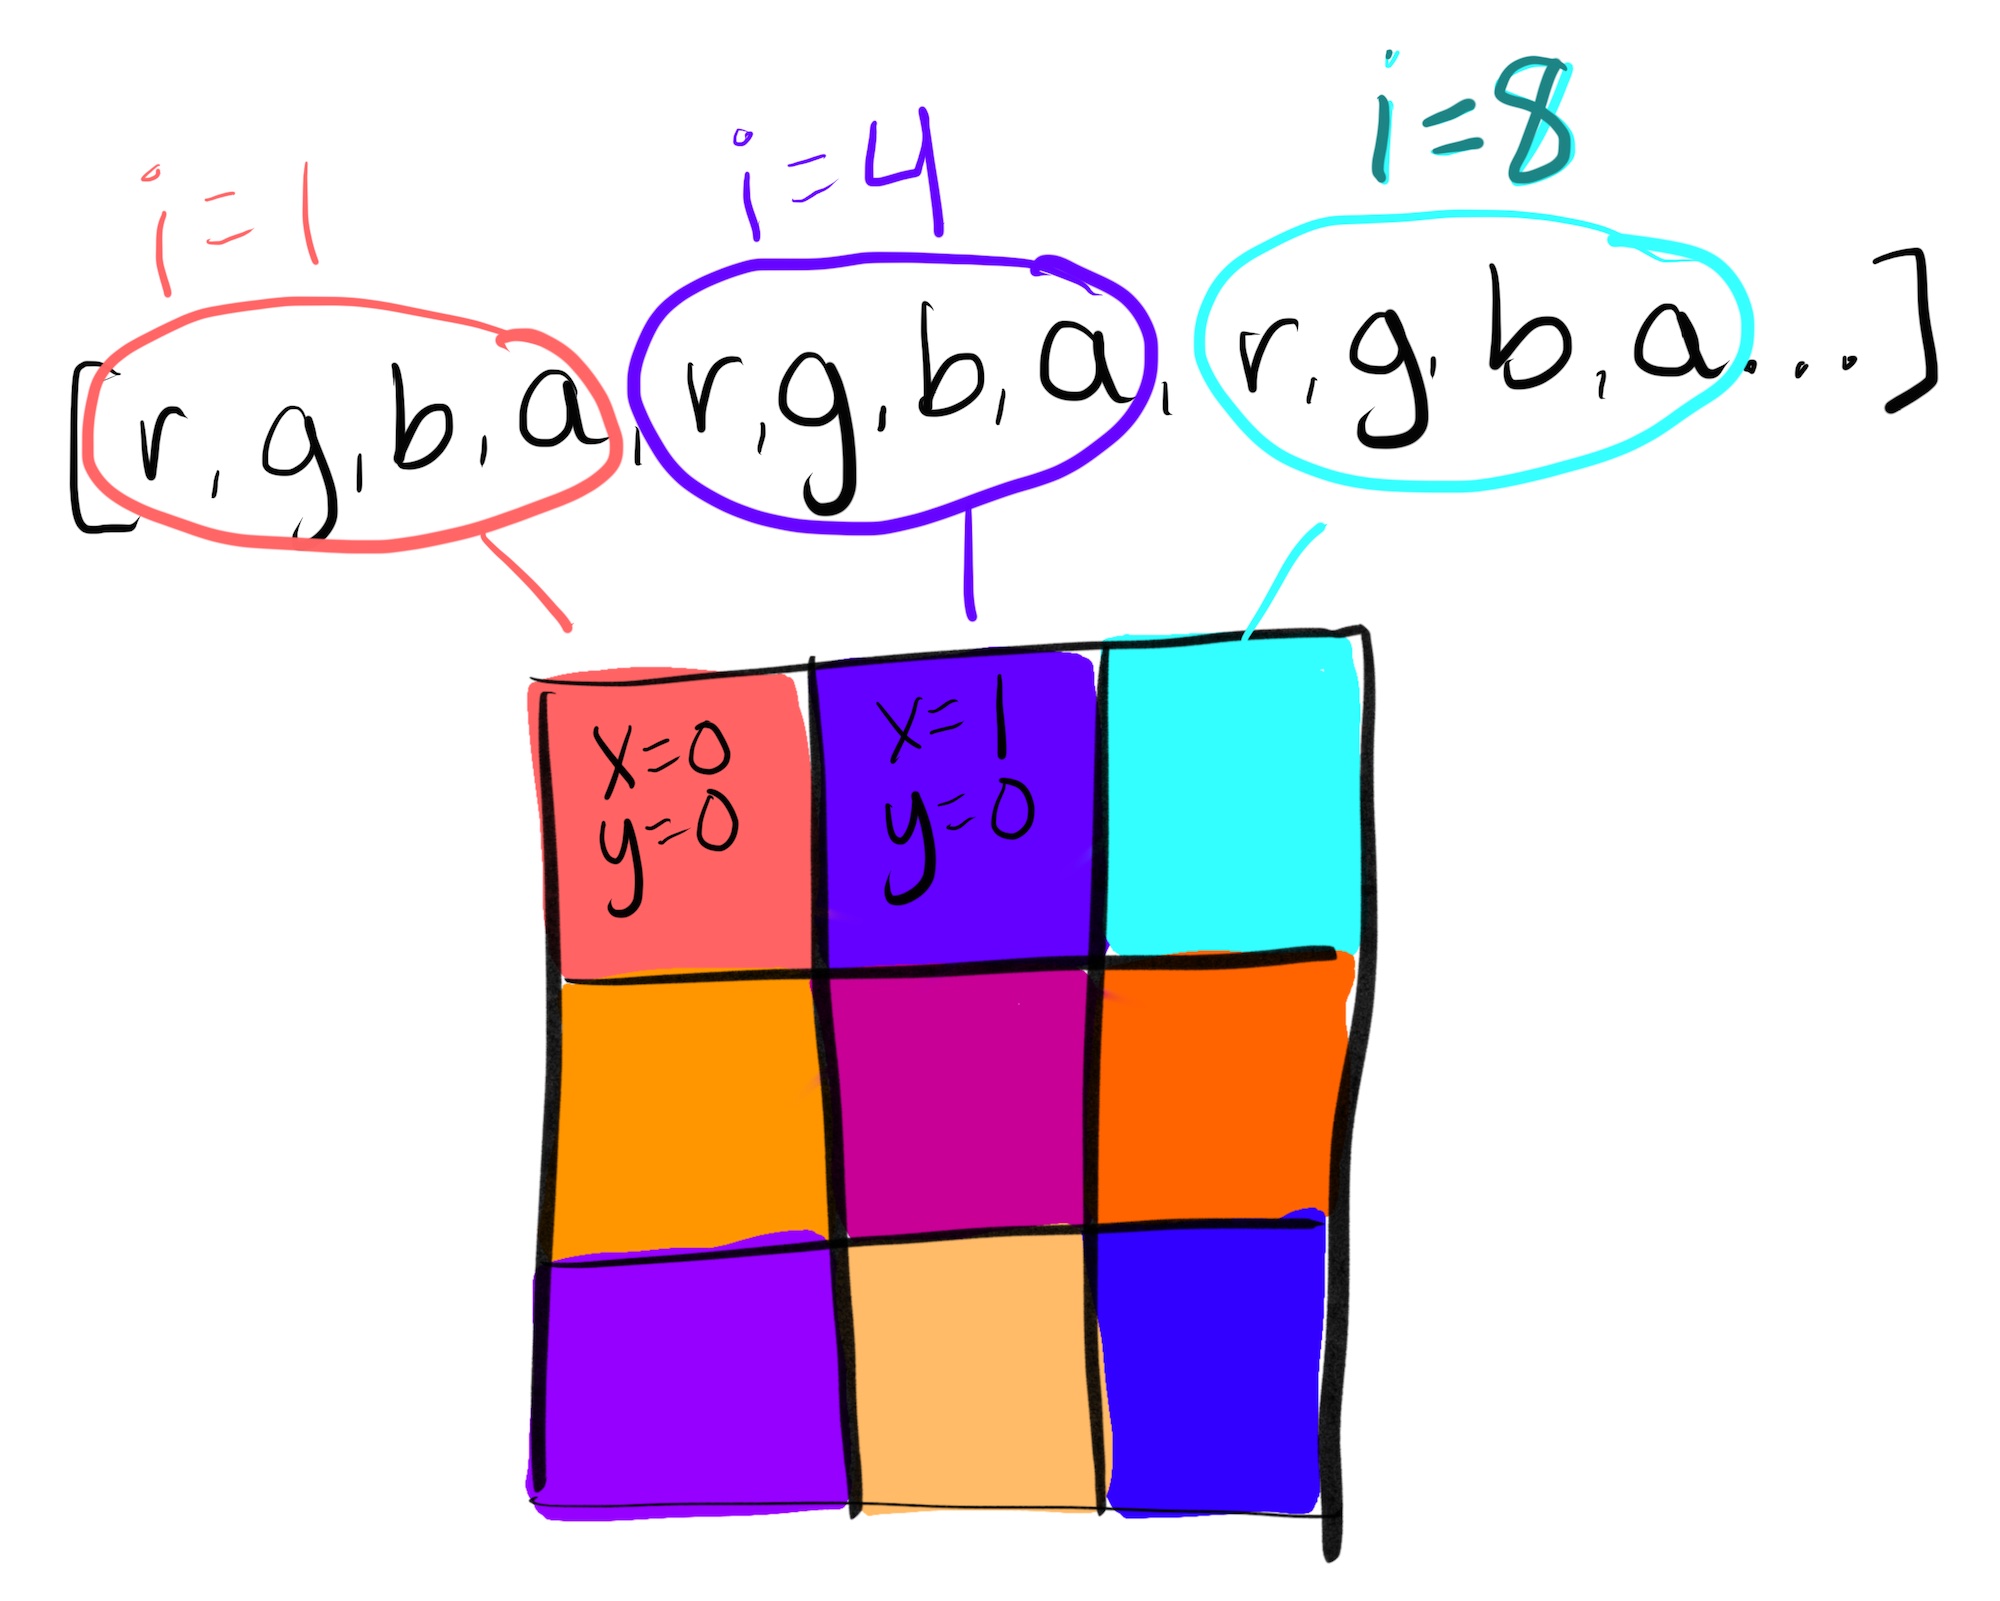 i=1
i=4
i=8
[r,g,b,a,r,g,b,a,r,g,b,a...]
x=0
y=0
x=1
y=0